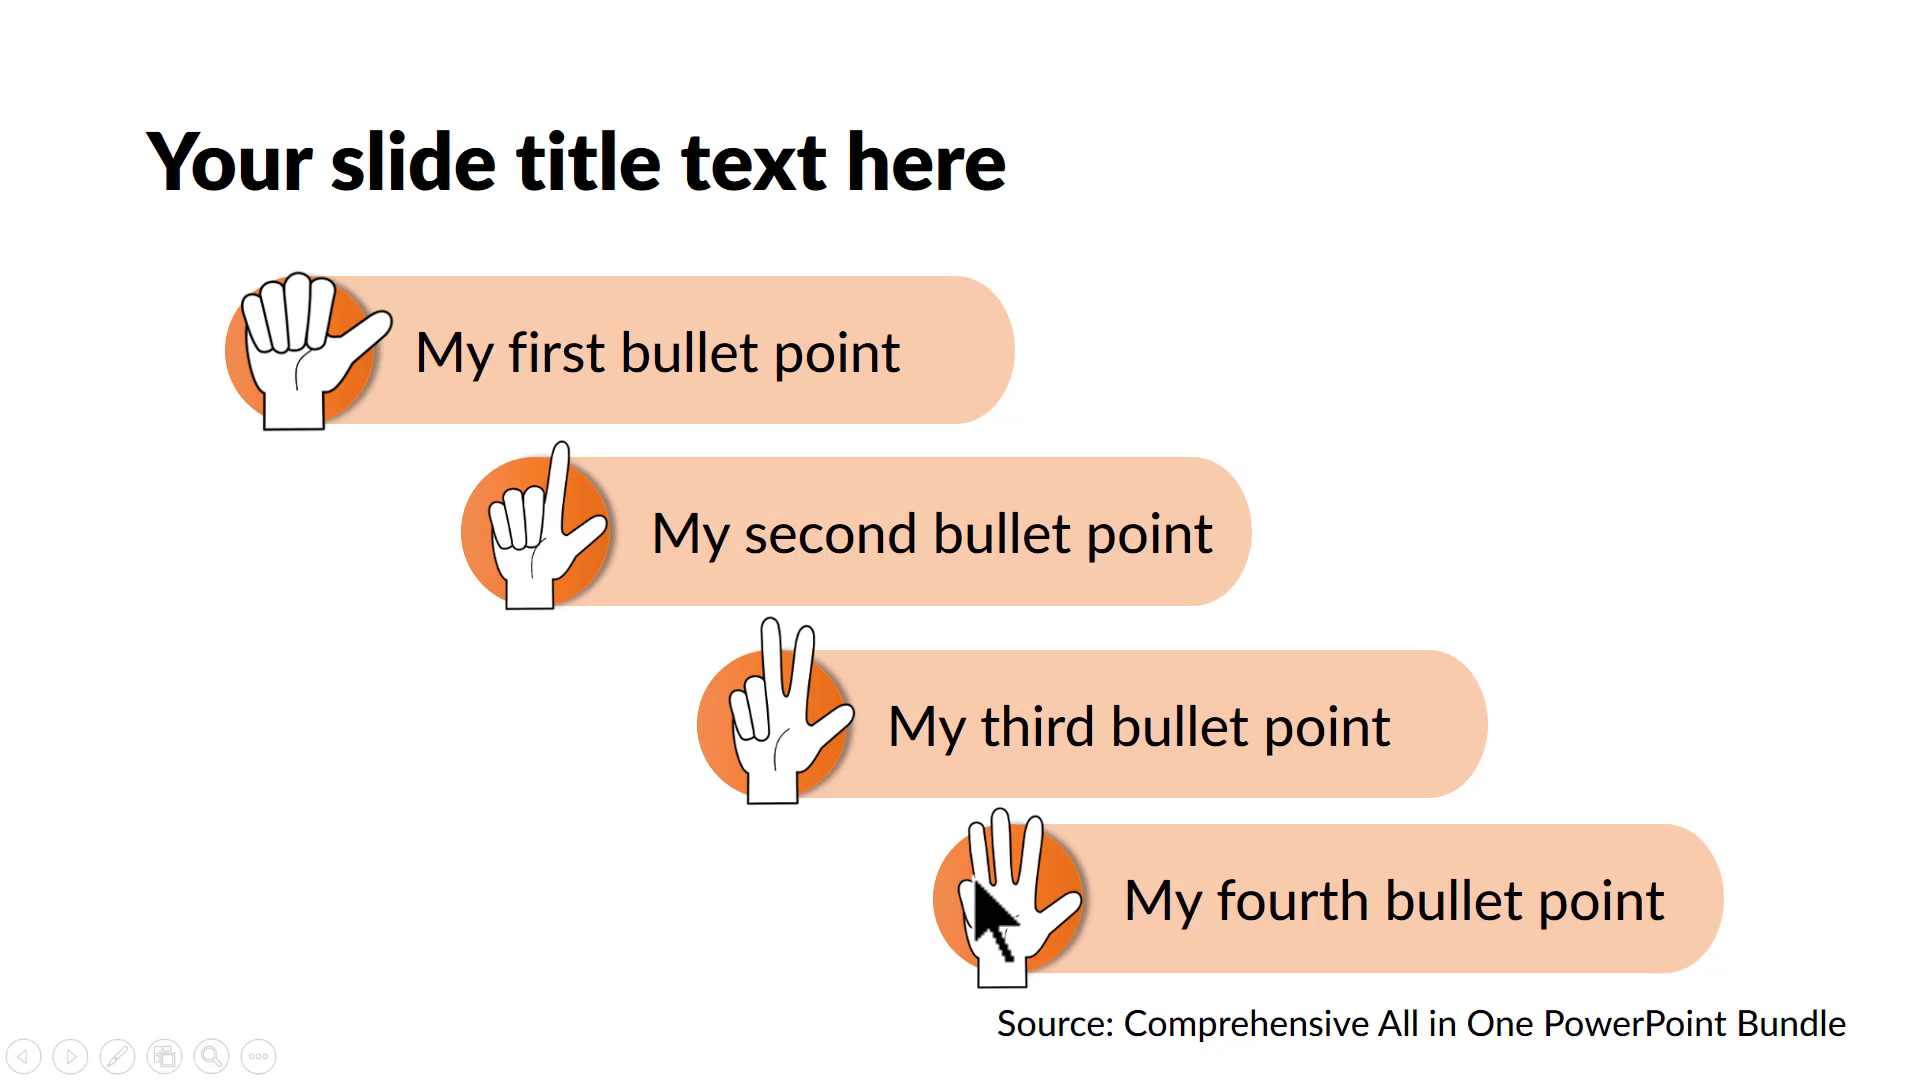 Your slide title text here
My first bullet point
My second bullet point
My third bullet point
My fourth bullet point
Source: Comprehensive All in One PowerPoint Bundle